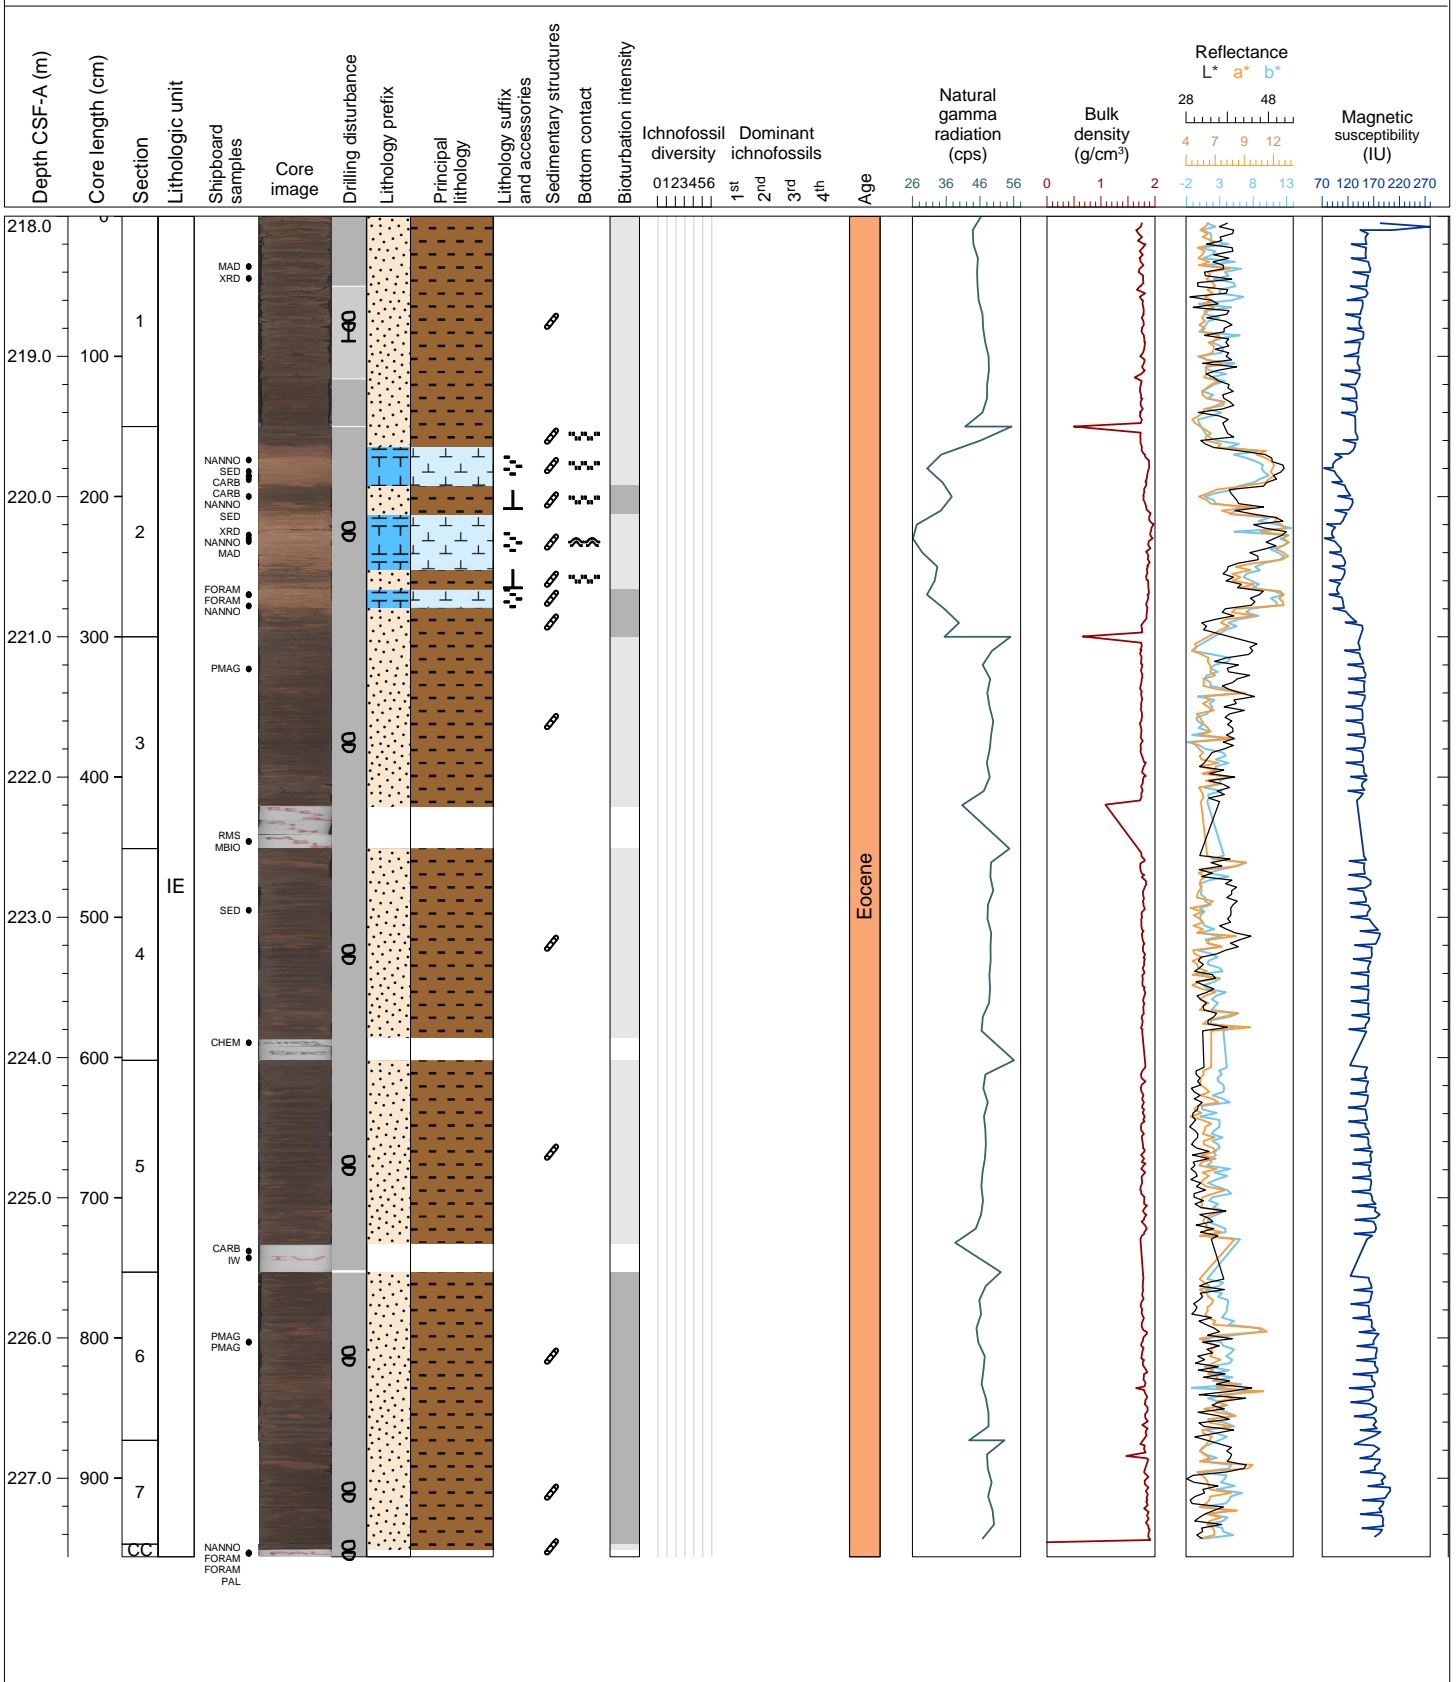 Depth CSF-A (m)
Core length (cm)
Section
Lithologic unit
Shipboard
samples
Core
image
Drilling disturbance
Lithology prefix
Principal
lithology
Lithology suffix
and accessories
Sedimentary structures
Bottom contact
Bioturbation intensity
Ichnofossil
diversity
0123456
Dominant
ichnofossils
1st
2nd
3rd
4th
Age
Natural
gamma
radiation
(cps)
26 36 46 56
Bulk
density
(g/cm³)
0 1 2
Reflectance
L* a* b*
28 48
4 7 9 12
-2 3 8 13
Magnetic
susceptibility
(IU)
70 120 170 220 270
218.0
219.0
220.0
221.0
222.0
223.0
224.0
225.0
226.0
227.0
0
100
200
300
400
500
600
700
800
900
1
2
3
4
5
6
7
CC
IE
MAD
XRD
NANNO
SED
CARB
CARB
NANNO
SED
XRD
NANNO
MAD
FORAM
FORAM
NANNO
PMAG
RMS
MBIO
SED
CHEM
CARB
IW
PMAG
PMAG
NANNO
FORAM
FORAM
PAL
Eocene